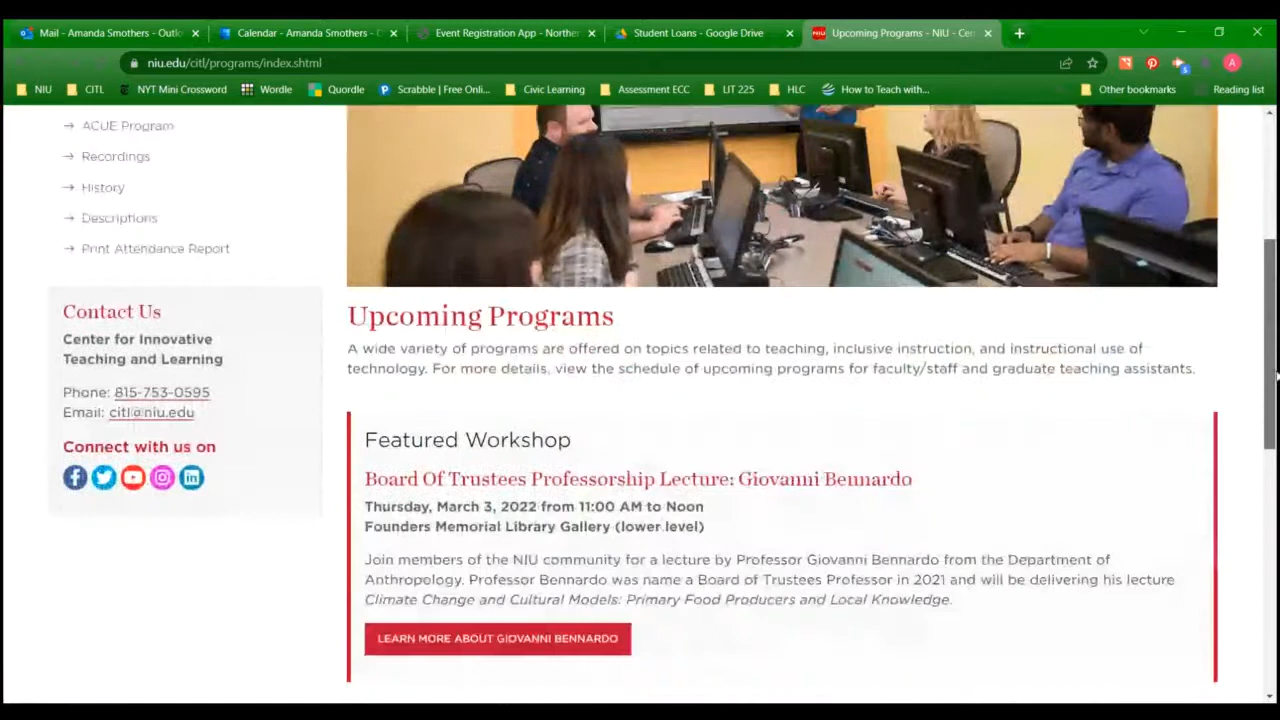 Mail - Amanda Smothers - Outlo
Calendar - Amanda Smothers - O
Event Registration App - Norther
Student Loans - Google Drive
NIU
Upcoming Programs - NIU - Cen
niu.edu/citl/programs/index.shtml
A
NIU
CITL
NYT Mini Crossword
Wordle
Quordle
Scrabble | Free Onli...
Civic Learning
Assessment ECC
LIT 225
HLC
How to Teach with...
Other bookmarks
Reading list
→ ACUE Program
→ Recordings
→ History
→ Descriptions
→ Print Attendance Report
Contact Us
Center for Innovative
Teaching and Learning
Phone: 815-753-0595
Email: citl@niu.edu
Connect with us on
Upcoming Programs
A wide variety of programs are offered on topics related to teaching, inclusive instruction, and instructional use of
technology. For more details, view the schedule of upcoming programs for faculty/staff and graduate teaching assistants.
Featured Workshop
Board Of Trustees Professorship Lecture: Giovanni Bennardo
Thursday, March 3, 2022 from 11:00 AM to Noon
Founders Memorial Library Gallery (lower level)
Join members of the NIU community for a lecture by Professor Giovanni Bennardo from the Department of
Anthropology. Professor Bennardo was name a Board of Trustees Professor in 2021 and will be delivering his lecture
Climate Change and Cultural Models: Primary Food Producers and Local Knowledge.
LEARN MORE ABOUT GIOVANNI BENNARDO